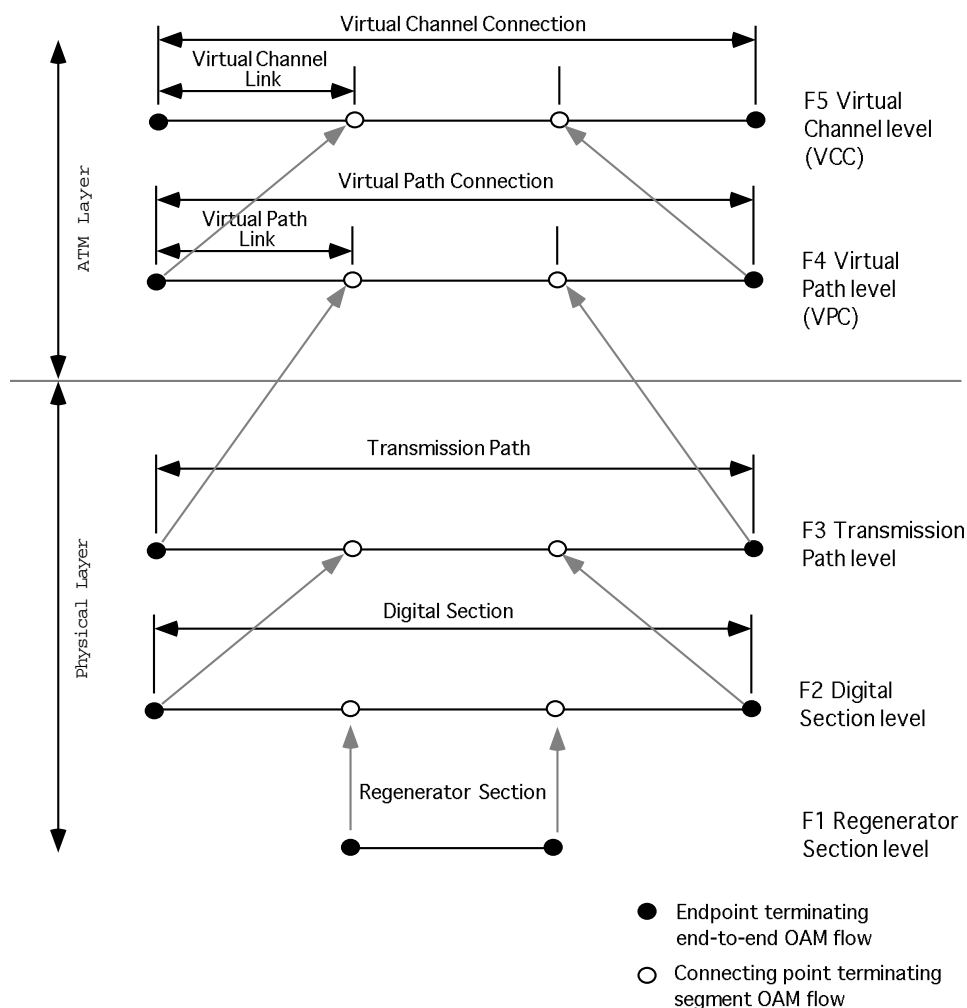 Virtual Channel Connection
Virtual Channel
Link
F5 Virtual
Channel level
(VCC)
Virtual Path Connection
Virtual Path
Link
F4 Virtual
Path level
(VPC)
ATM Layer
Transmission Path
F3 Transmission
Path level
Physical Layer
Digital Section
F2 Digital
Section level
Regenerator Section
F1 Regenerator
Section level
Endpoint terminating
end-to-end OAM flow
Connecting point terminating
segment OAM flow